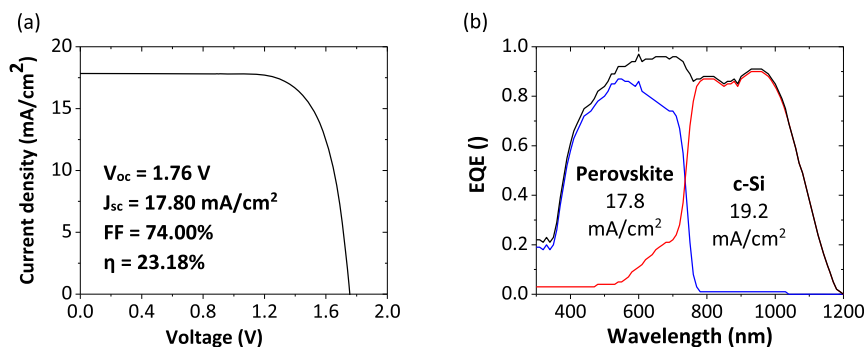 (a)
20
15
10
5
0
0.0 0.4 0.8 1.2 1.6 2.0
Current density (mA/cm²)
Voltage (V)
Voc = 1.76 V
Jsc = 17.80 mA/cm²
FF = 74.00%
η = 23.18%
(b)
1.0
0.8
0.6
0.4
0.2
0.0
400 600 800 1000 1200
EQE ()
Wavelength (nm)
Perovskite
17.8
mA/cm²
c-Si
19.2
mA/cm²